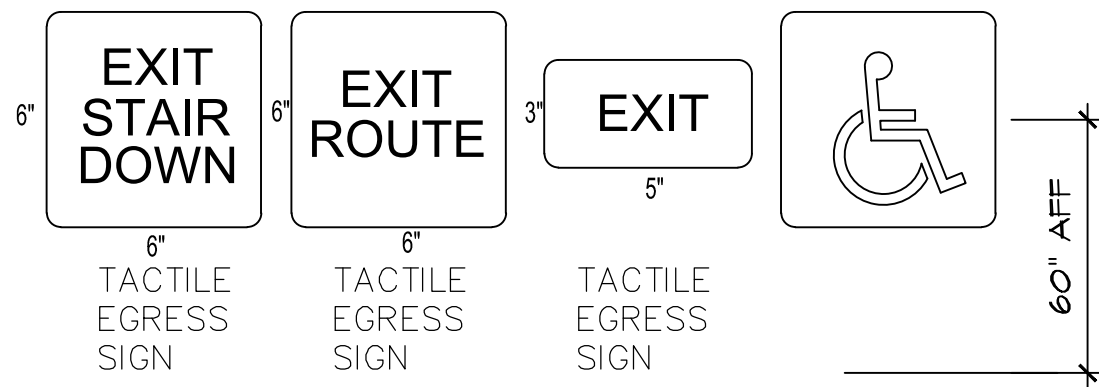 EXIT
STAIR
DOWN
6"
6"
TACTILE
EGRESS
SIGN
EXIT
ROUTE
6"
6"
TACTILE
EGRESS
SIGN
EXIT
3"
5"
TACTILE
EGRESS
SIGN
60" AFF